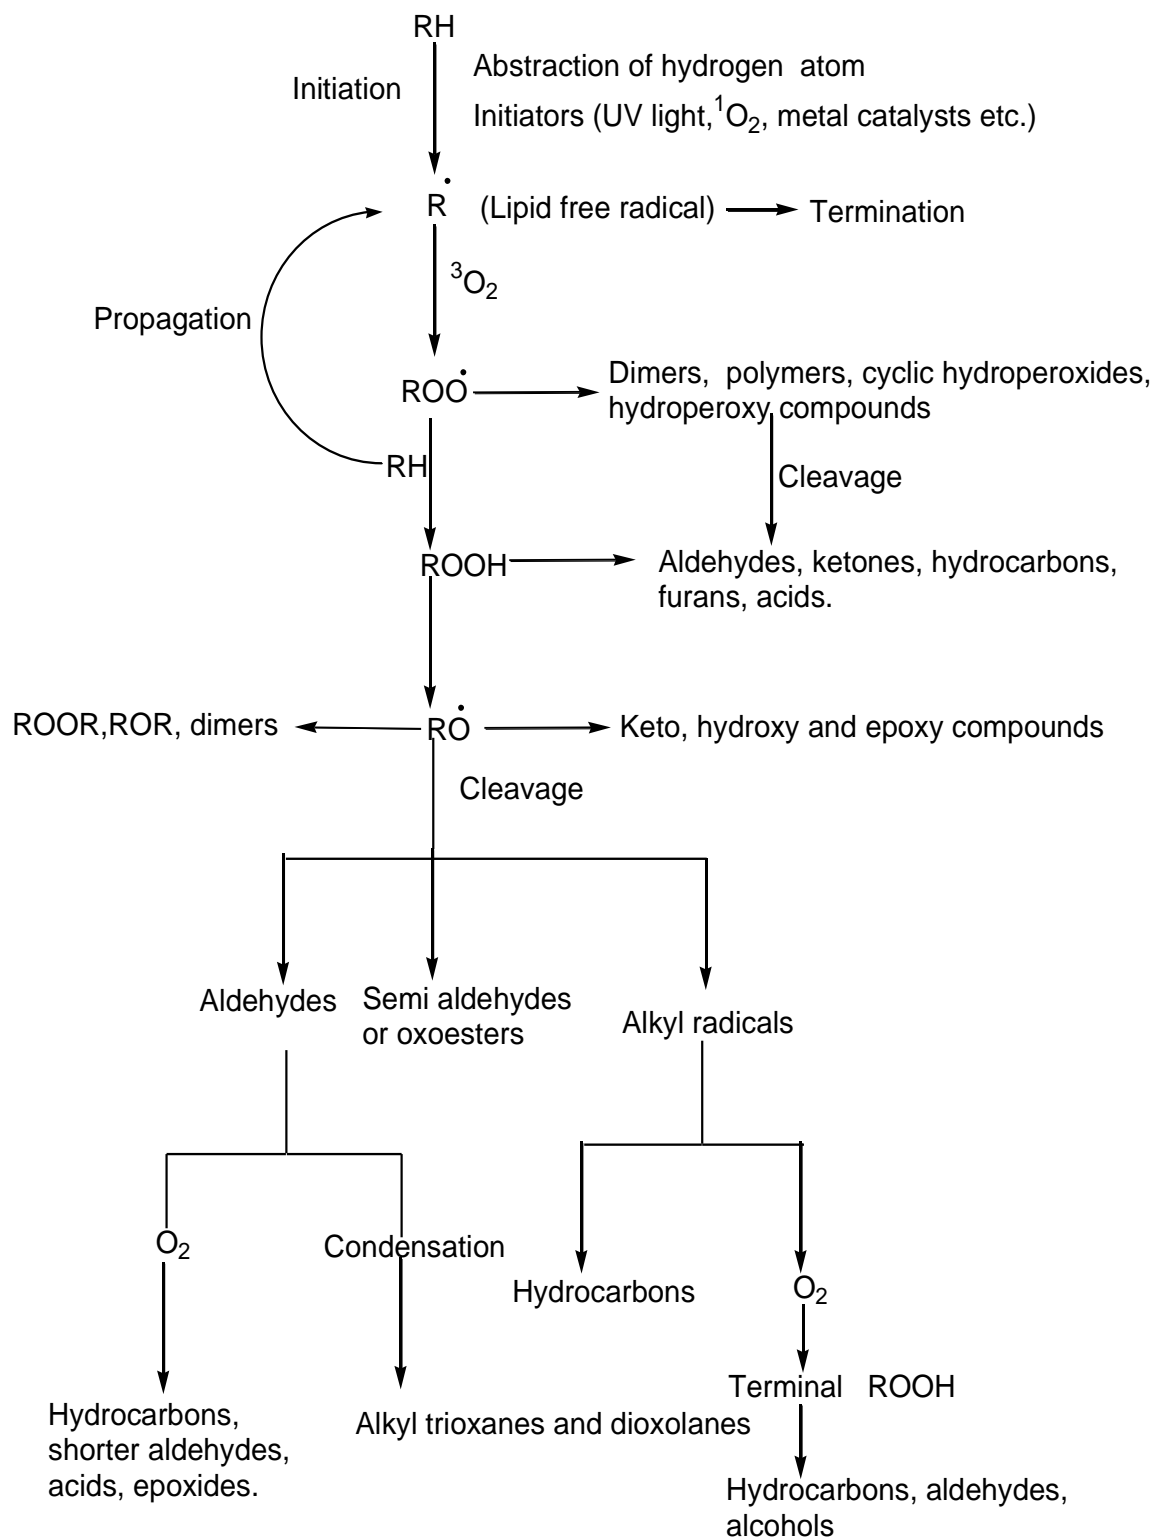 RH
Initiation
Abstraction of hydrogen atom
Initiators (UV light,¹O₂, metal catalysts etc.)
Ṙ (Lipid free radical)
Termination
³O₂
Propagation
ROȮ
Dimers, polymers, cyclic hydroperoxides,
hydroperoxy compounds
RH
Cleavage
ROOH
Aldehydes, ketones, hydrocarbons,
furans, acids.
ROOR,ROR, dimers
RȮ
Keto, hydroxy and epoxy compounds
Cleavage
Aldehydes
Semi aldehydes
or oxoesters
Alkyl radicals
O₂
Condensation
Hydrocarbons
O₂
Terminal ROOH
Hydrocarbons,
shorter aldehydes,
acids, epoxides.
Alkyl trioxanes and dioxolanes
Hydrocarbons, aldehydes,
alcohols